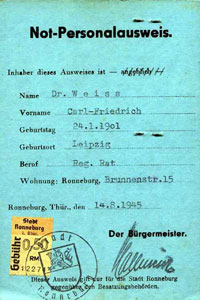 Not-Personalausweis.
Inhaber dieses Ausweises ist —
Name Dr. Weiss
Vorname Carl-Friedrich
Geburtstag 24.1.1901
Geburtsort Leipzig
Beruf Reg. Rat
Wohnung: Ronneburg, Brunnenstr.15
Ronneburg, Thür., den 14.8.1945
Der Bürgermeister.
Stadt
Ronneburg
Gebühr
0,50
RM
Dieser Ausweis gilt nur für die Stadt Ronneburg
gegenüber den Besatzungsbehörden.